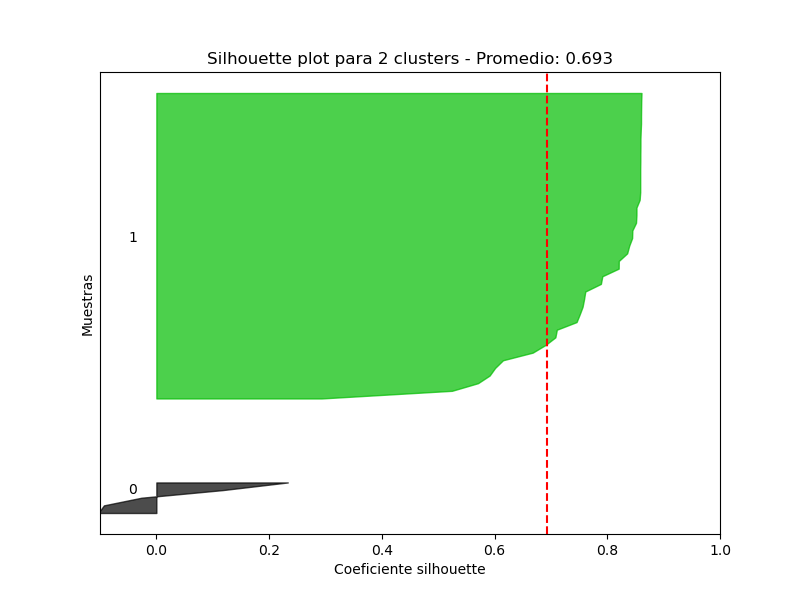 Silhouette plot para 2 clusters - Promedio: 0.693
1
Muestras
0
0.0 0.2 0.4 0.6 0.8 1.0
Coeficiente silhouette